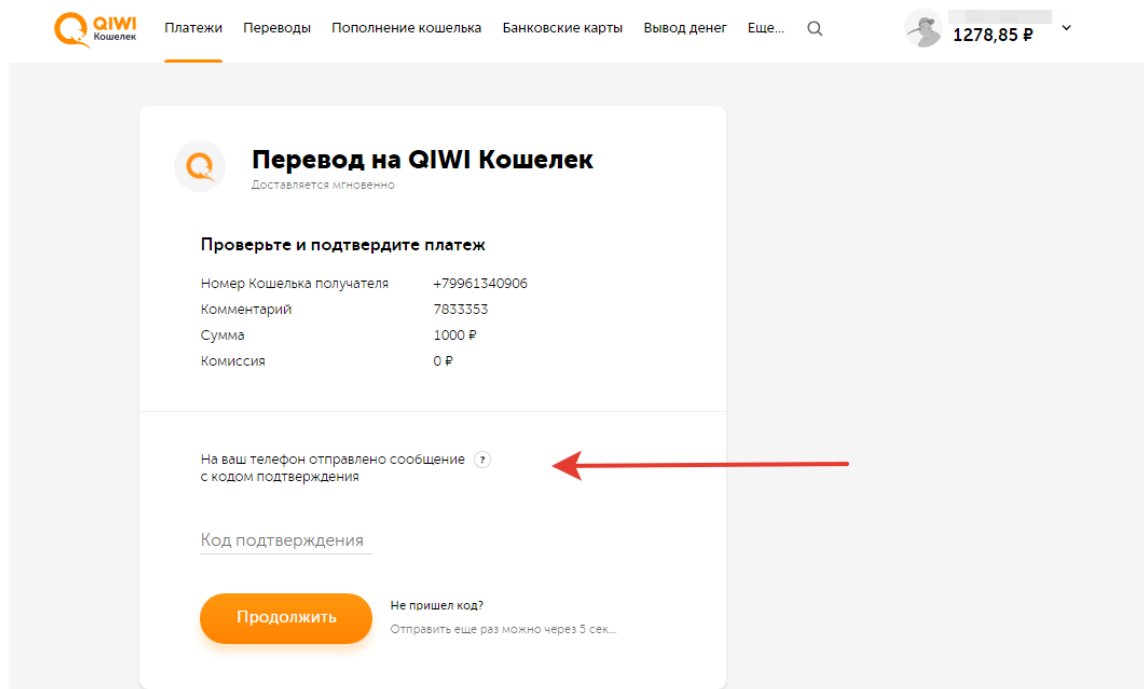 QIWI
Кошелек
Платежи Переводы Пополнение кошелька Банковские карты Вывод денег Еще...
1278,85 ₽
Перевод на QIWI Кошелек
Доставляется мгновенно
Проверьте и подтвердите платеж
Номер Кошелька получателя +79961340906
Комментарий 7833353
Сумма 1000 ₽
Комиссия 0 ₽
На ваш телефон отправлено сообщение ?
с кодом подтверждения
Код подтверждения
Продолжить
Не пришел код?
Отправить еще раз можно через 5 сек...